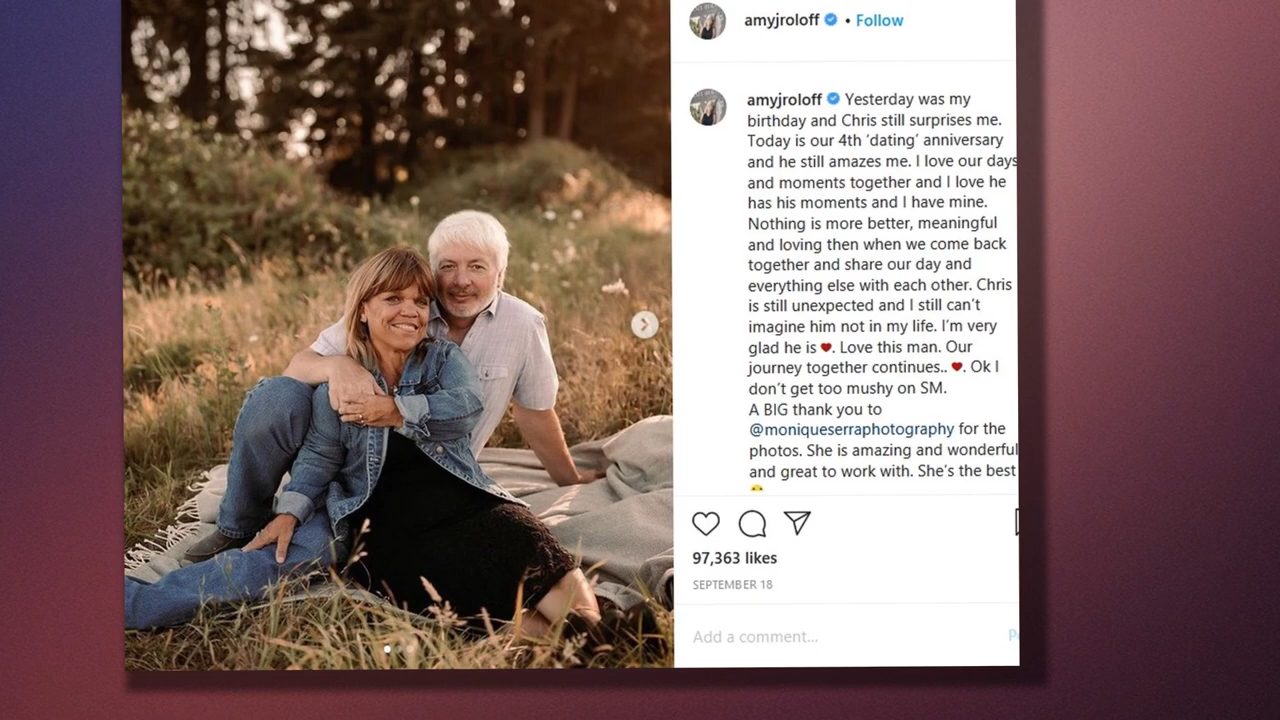 amyjroloff • Follow
amyjroloff Yesterday was my
birthday and Chris still surprises me.
Today is our 4th ‘dating’ anniversary
and he still amazes me. I love our days
and moments together and I love he
has his moments and I have mine.
Nothing is more better, meaningful
and loving then when we come back
together and share our day and
everything else with each other. Chris
is still unexpected and I still can’t
imagine him not in my life. I’m very
glad he is ❤. Love this man. Our
journey together continues.. ❤. Ok I
don’t get too mushy on SM.
A BIG thank you to
@moniqueserraphotography for the
photos. She is amazing and wonderful
and great to work with. She’s the best
97,363 likes
SEPTEMBER 18
Add a comment...